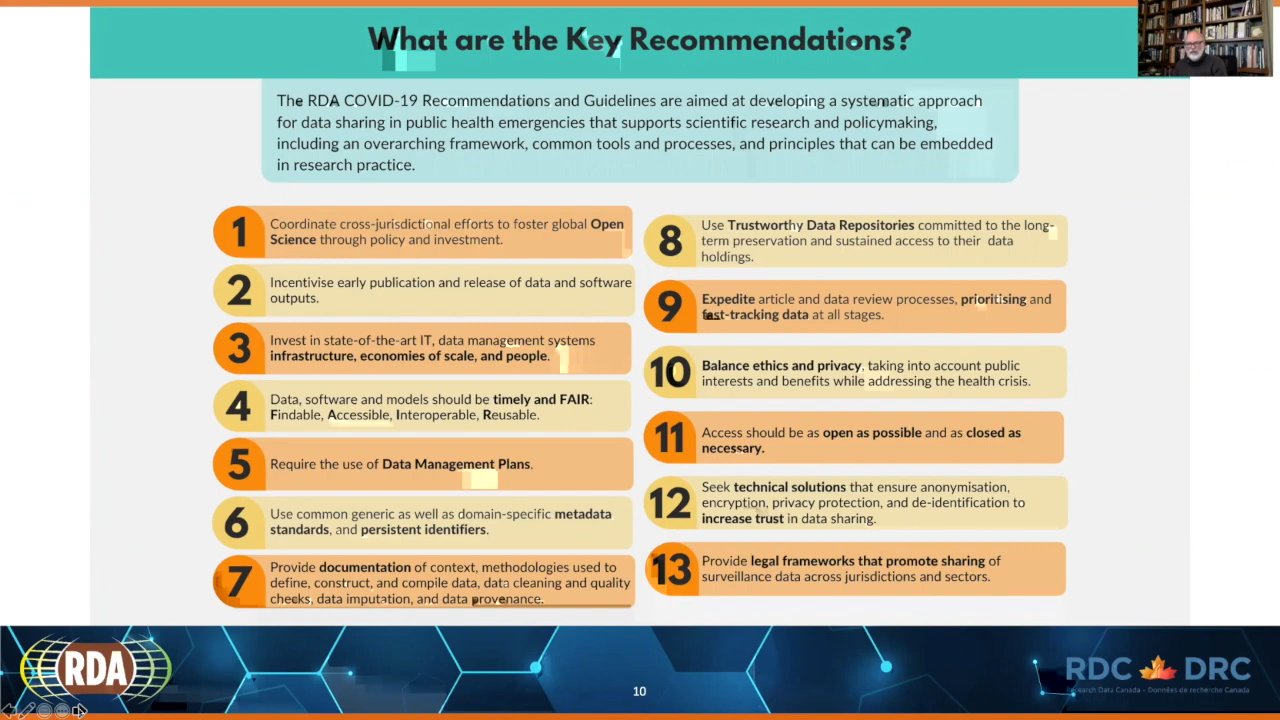 What are the Key Recommendations?
The RDA COVID-19 Recommendations and Guidelines are aimed at developing a systematic approach
for data sharing in public health emergencies that supports scientific research and policymaking,
including an overarching framework, common tools and processes, and principles that can be embedded
in research practice.
1
Coordinate cross-jurisdictional efforts to foster global Open
Science through policy and investment.
2
Incentivise early publication and release of data and software
outputs.
3
Invest in state-of-the-art IT, data management systems
infrastructure, economies of scale, and people.
4
Data, software and models should be timely and FAIR:
Findable, Accessible, Interoperable, Reusable.
5
Require the use of Data Management Plans.
6
Use common generic as well as domain-specific metadata
standards, and persistent identifiers.
7
Provide documentation of context, methodologies used to
define, construct, and compile data, data cleaning and quality
checks, data imputation, and data provenance.
8
Use Trustworthy Data Repositories committed to the long-
term preservation and sustained access to their data
holdings.
9
Expedite article and data review processes, prioritising and
fast-tracking data at all stages.
10
Balance ethics and privacy, taking into account public
interests and benefits while addressing the health crisis.
11
Access should be as open as possible and as closed as
necessary.
12
Seek technical solutions that ensure anonymisation,
encryption, privacy protection, and de-identification to
increase trust in data sharing.
13
Provide legal frameworks that promote sharing of
surveillance data across jurisdictions and sectors.
RDA
10
RDC DRC
Research Data Canada – Données de recherche Canada